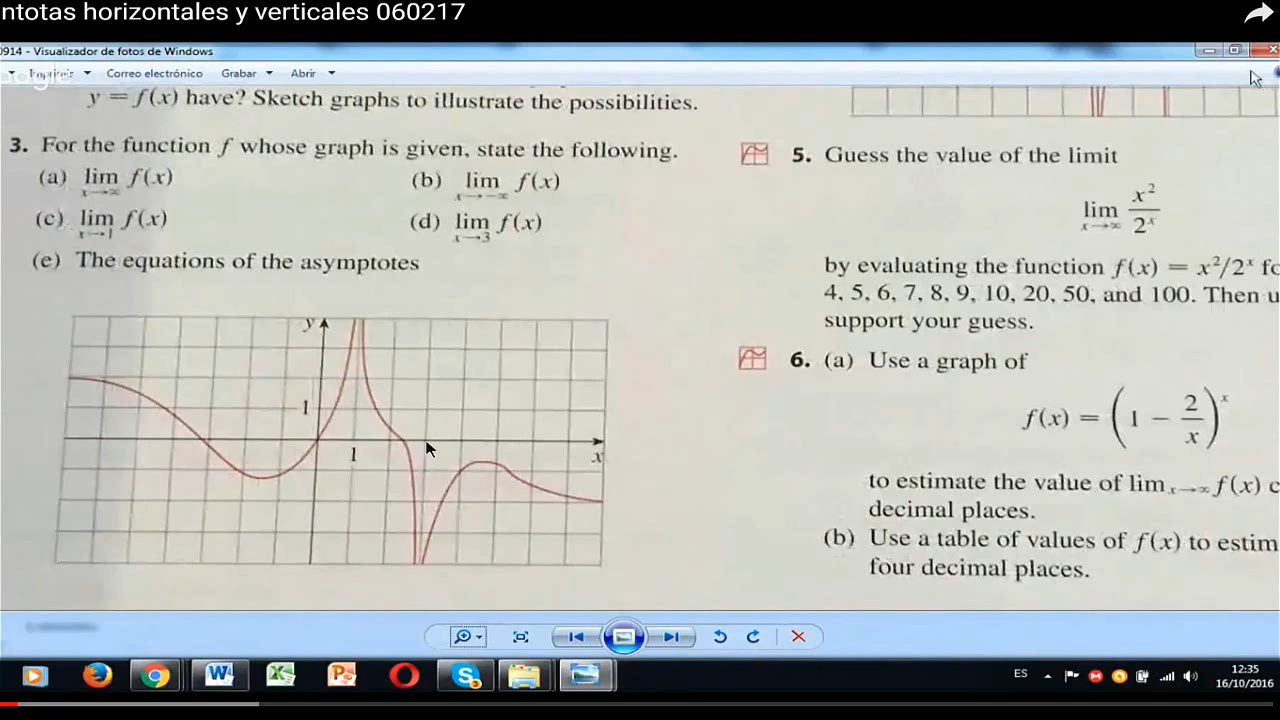 ntotas horizontales y verticales 060217
0914 - Visualizador de fotos de Windows
Imprimir Correo electrónico Grabar Abrir
y = f(x) have? Sketch graphs to illustrate the possibilities.
3. For the function f whose graph is given, state the following.
(a) lim x→∞ f(x) (b) lim x→−∞ f(x)
(c) lim x→1 f(x) (d) lim x→3 f(x)
(e) The equations of the asymptotes
y
1
1
x
5. Guess the value of the limit
lim x→∞ x²/2ˣ
by evaluating the function f(x) = x²/2ˣ fo
4, 5, 6, 7, 8, 9, 10, 20, 50, and 100. Then u
support your guess.
6. (a) Use a graph of
f(x) = (1 − 2/x)ˣ
to estimate the value of lim x→∞ f(x) c
decimal places.
(b) Use a table of values of f(x) to estim
four decimal places.
ES
12:35
16/10/2016